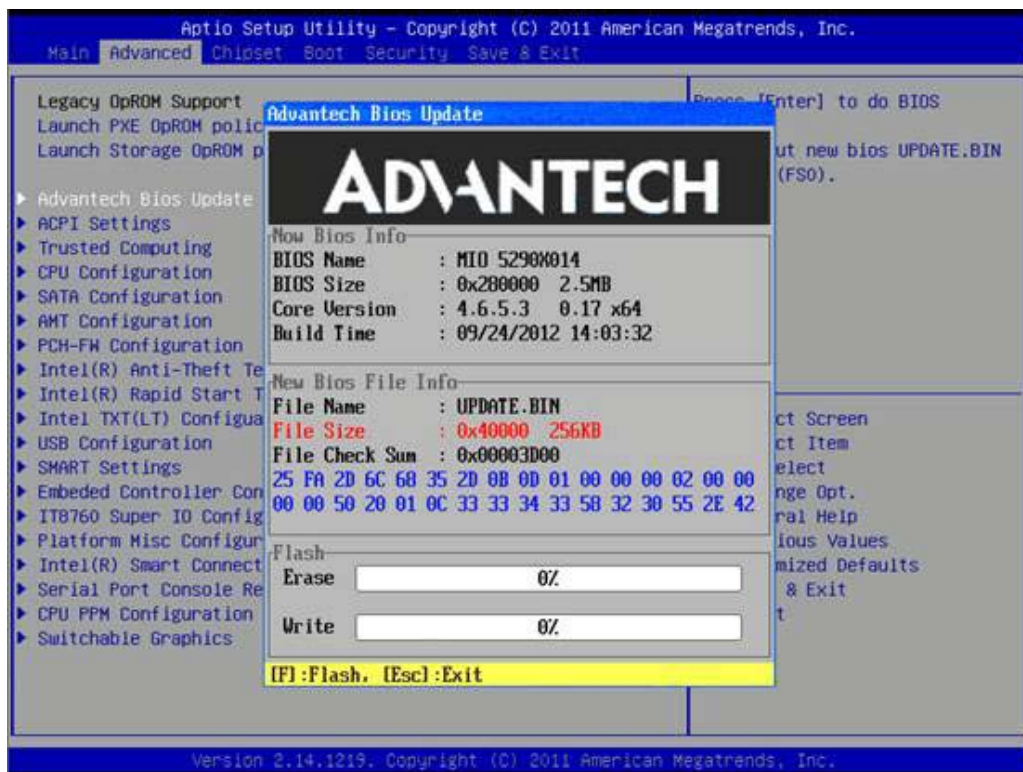 Aptio Setup Utility – Copyright (C) 2011 American Megatrends, Inc.
Main Advanced Chipset Boot Security Save & Exit
Legacy OpROM Support
Launch PXE OpROM polic
Launch Storage OpROM p
Advantech Bios Update
ACPI Settings
Trusted Computing
CPU Configuration
SATA Configuration
AMT Configuration
PCH-FW Configuration
Intel(R) Anti-Theft Te
Intel(R) Rapid Start T
Intel TXT(LT) Configua
USB Configuration
SMART Settings
Embeded Controller Con
IT8760 Super IO Config
Platform Misc Configur
Intel(R) Smart Connect
Serial Port Console Re
CPU PPM Configuration
Switchable Graphics
Advantech Bios Update
ADVANTECH
Now Bios Info
BIOS Name : MIO 5290X014
BIOS Size : 0x280000 2.5MB
Core Version : 4.6.5.3 0.17 x64
Build Time : 09/24/2012 14:03:32
New Bios File Info
File Name : UPDATE.BIN
File Size : 0x40000 256KB
File Check Sum : 0x00003D00
25 FA 2D 6C 68 35 2D 0B 0D 01 00 00 00 02 00 00
00 00 50 20 01 0C 33 33 34 33 58 32 30 55 2E 42
Flash
Erase 0%
Write 0%
[F]:Flash, [Esc]:Exit
[Enter] to do BIOS
ut new bios UPDATE.BIN
(FS0).
ct Screen
ct Item
elect
nge Opt.
ral Help
ious Values
mized Defaults
& Exit
t
Version 2.14.1219. Copyright (C) 2011 American Megatrends, Inc.